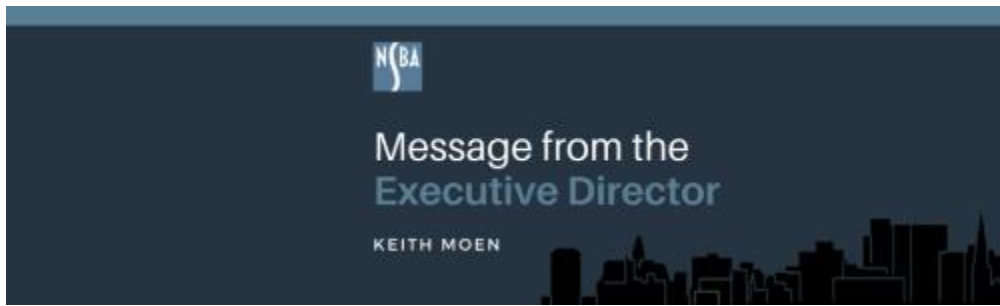 NSBA
Message from the
Executive Director
KEITH MOEN